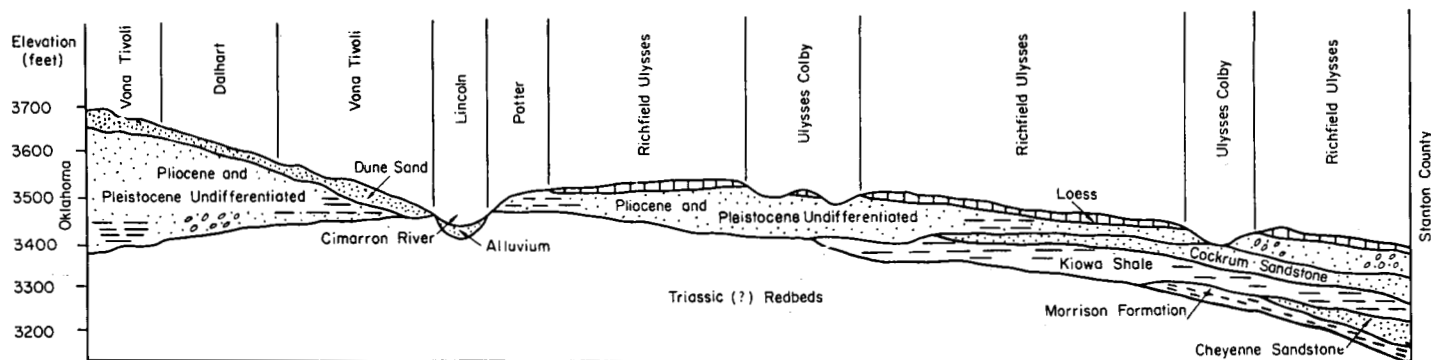 Elevation
(feet)
Vona Tivoli
Dalhart
Vona Tivoli
Lincoln
Potter
Richfield Ulysses
Ulysses Colby
Richfield Ulysses
Ulysses Colby
Richfield Ulysses
3700
3600
3500
3400
3300
3200
Oklahoma
Stanton County
Pliocene and
Pleistocene Undifferentiated
Dune Sand
Cimarron River
Alluvium
Pliocene and
Pleistocene Undifferentiated
Loess
Cockrum Sandstone
Kiowa Shale
Triassic (?) Redbeds
Morrison Formation
Cheyenne Sandstone